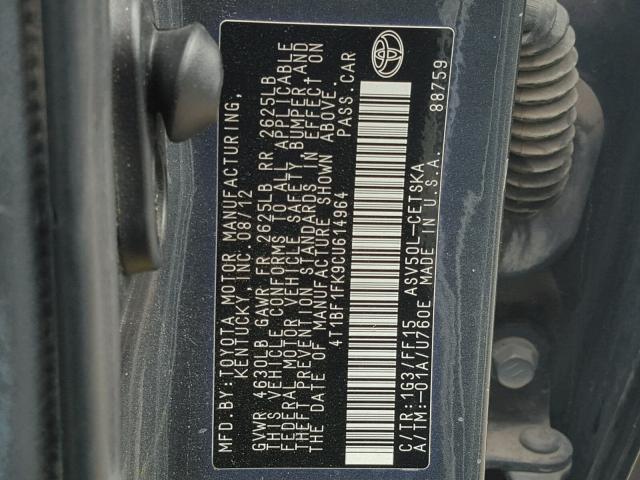 MFD. BY: TOYOTA MOTOR MANUFACTURING,
KENTUCKY, INC. 08/12
GVWR 4630LB GAWR FR 2625LB RR 2625LB
THIS VEHICLE CONFORMS TO ALL APPLICABLE
FEDERAL MOTOR VEHICLE SAFETY, BUMPER, AND
THEFT PREVENTION STANDARDS IN EFFECT ON
THE DATE OF MANUFACTURE SHOWN ABOVE.
4T1BF1FK9CU614964 PASS. CAR
C/TR: 1G3/FF15 ASV50L-CETSKA
A/TM: -01A/U760E MADE IN U.S.A. 88759